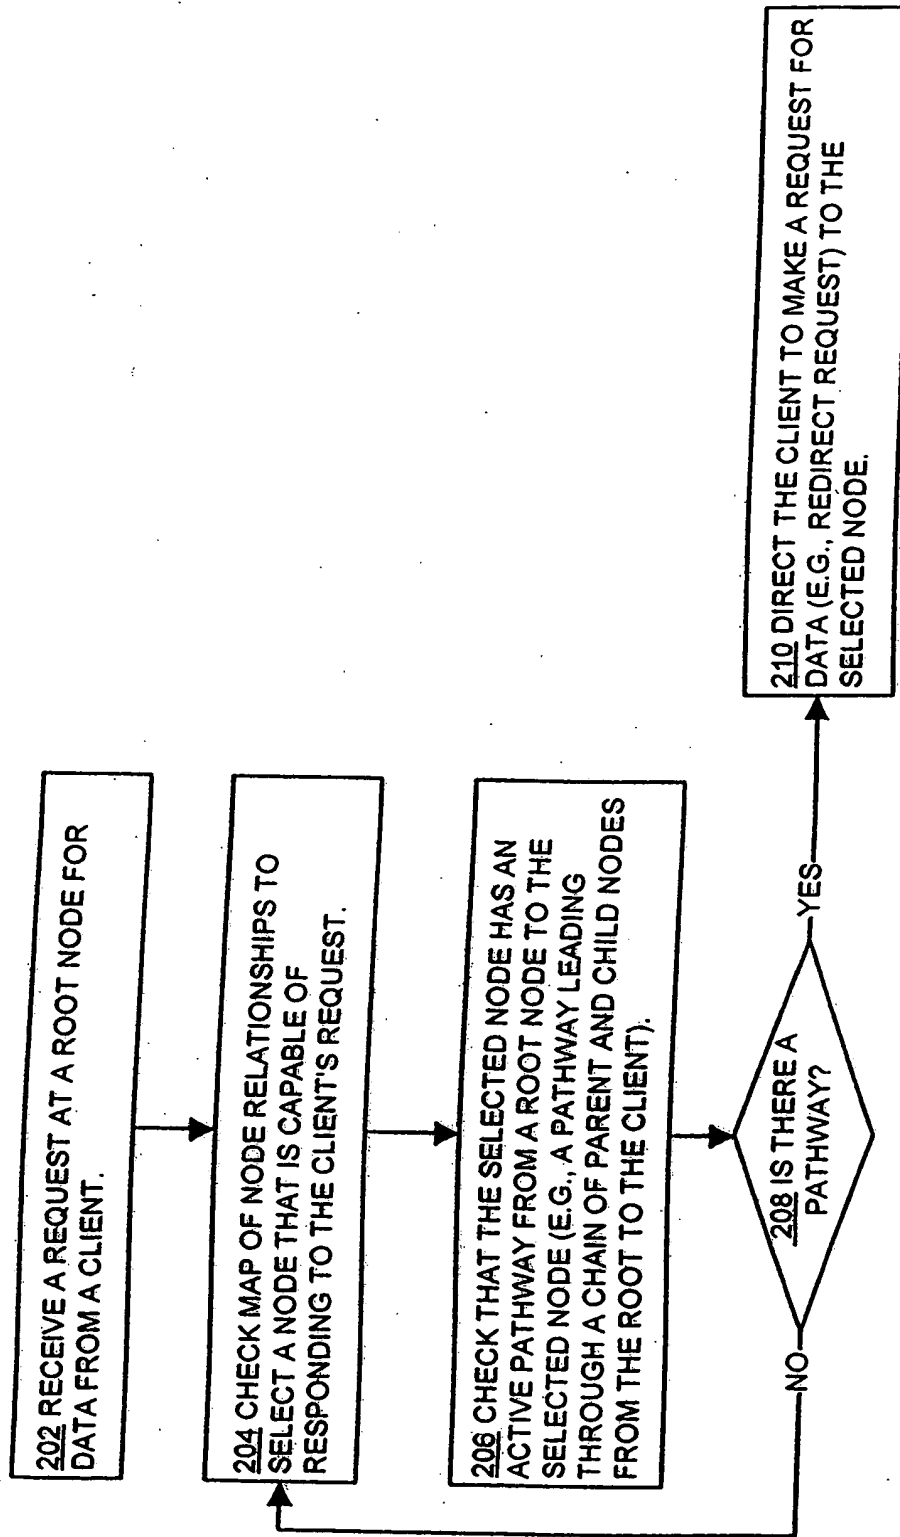 202 RECEIVE A REQUEST AT A ROOT NODE FOR
DATA FROM A CLIENT.
204 CHECK MAP OF NODE RELATIONSHIPS TO
SELECT A NODE THAT IS CAPABLE OF
RESPONDING TO THE CLIENT'S REQUEST.
206 CHECK THAT THE SELECTED NODE HAS AN
ACTIVE PATHWAY FROM A ROOT NODE TO THE
SELECTED NODE (E.G., A PATHWAY LEADING
THROUGH A CHAIN OF PARENT AND CHILD NODES
FROM THE ROOT TO THE CLIENT).
208 IS THERE A
PATHWAY?
NO
YES
210 DIRECT THE CLIENT TO MAKE A REQUEST FOR
DATA (E.G., REDIRECT REQUEST) TO THE
SELECTED NODE.